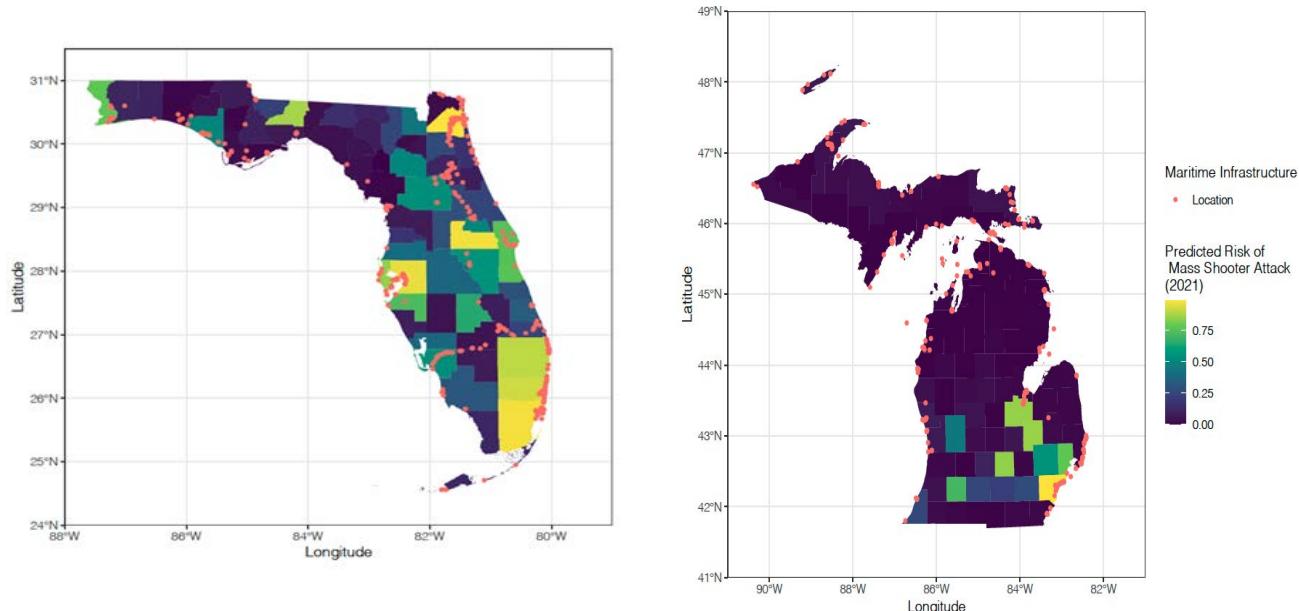 31°N
30°N
29°N
28°N
27°N
26°N
25°N
24°N
Latitude
88°W
86°W
84°W
82°W
80°W
Longitude
49°N
48°N
47°N
46°N
45°N
44°N
43°N
42°N
41°N
Latitude
90°W
88°W
86°W
84°W
82°W
Longitude
Maritime Infrastructure
Location
Predicted Risk of
Mass Shooter Attack
(2021)
0.75
0.50
0.25
0.00